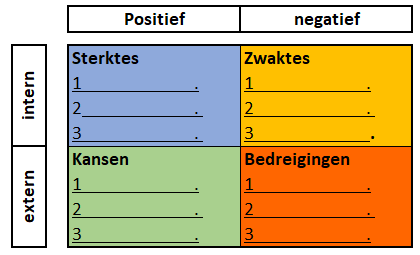 Positief negatief
intern
Sterktes
1 .
2 .
3 .
Zwaktes
1 .
2 .
3 .
extern
Kansen
1 .
2 .
3 .
Bedreigingen
1 .
2 .
3 .